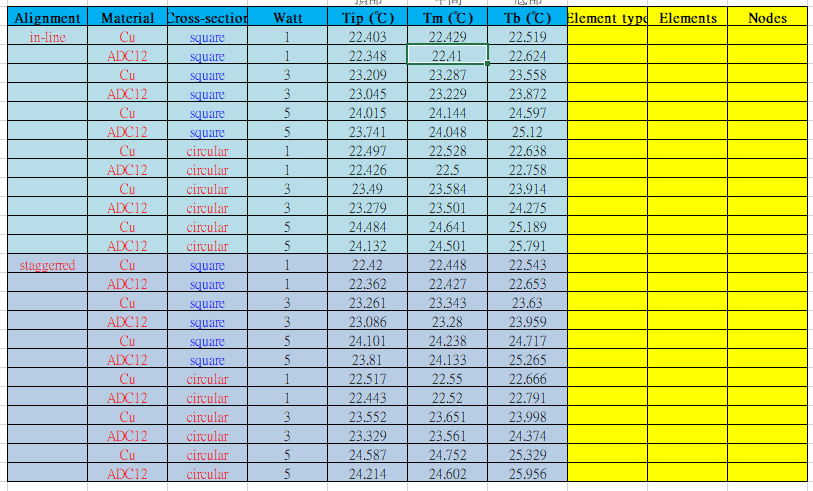 頂部 中間 底部
Alignment Material Cross-section Watt Tip (℃) Tm (℃) Tb (℃) Element type Elements Nodes
in-line Cu square 1 22.403 22.429 22.519
ADC12 square 1 22.348 22.41 22.624
Cu square 3 23.209 23.287 23.558
ADC12 square 3 23.045 23.229 23.872
Cu square 5 24.015 24.144 24.597
ADC12 square 5 23.741 24.048 25.12
Cu circular 1 22.497 22.528 22.638
ADC12 circular 1 22.426 22.5 22.758
Cu circular 3 23.49 23.584 23.914
ADC12 circular 3 23.279 23.501 24.275
Cu circular 5 24.484 24.641 25.189
ADC12 circular 5 24.132 24.501 25.791
staggerred Cu square 1 22.42 22.448 22.543
ADC12 square 1 22.362 22.427 22.653
Cu square 3 23.261 23.343 23.63
ADC12 square 3 23.086 23.28 23.959
Cu square 5 24.101 24.238 24.717
ADC12 square 5 23.81 24.133 25.265
Cu circular 1 22.517 22.55 22.666
ADC12 circular 1 22.443 22.52 22.791
Cu circular 3 23.552 23.651 23.998
ADC12 circular 3 23.329 23.561 24.374
Cu circular 5 24.587 24.752 25.329
ADC12 circular 5 24.214 24.602 25.956